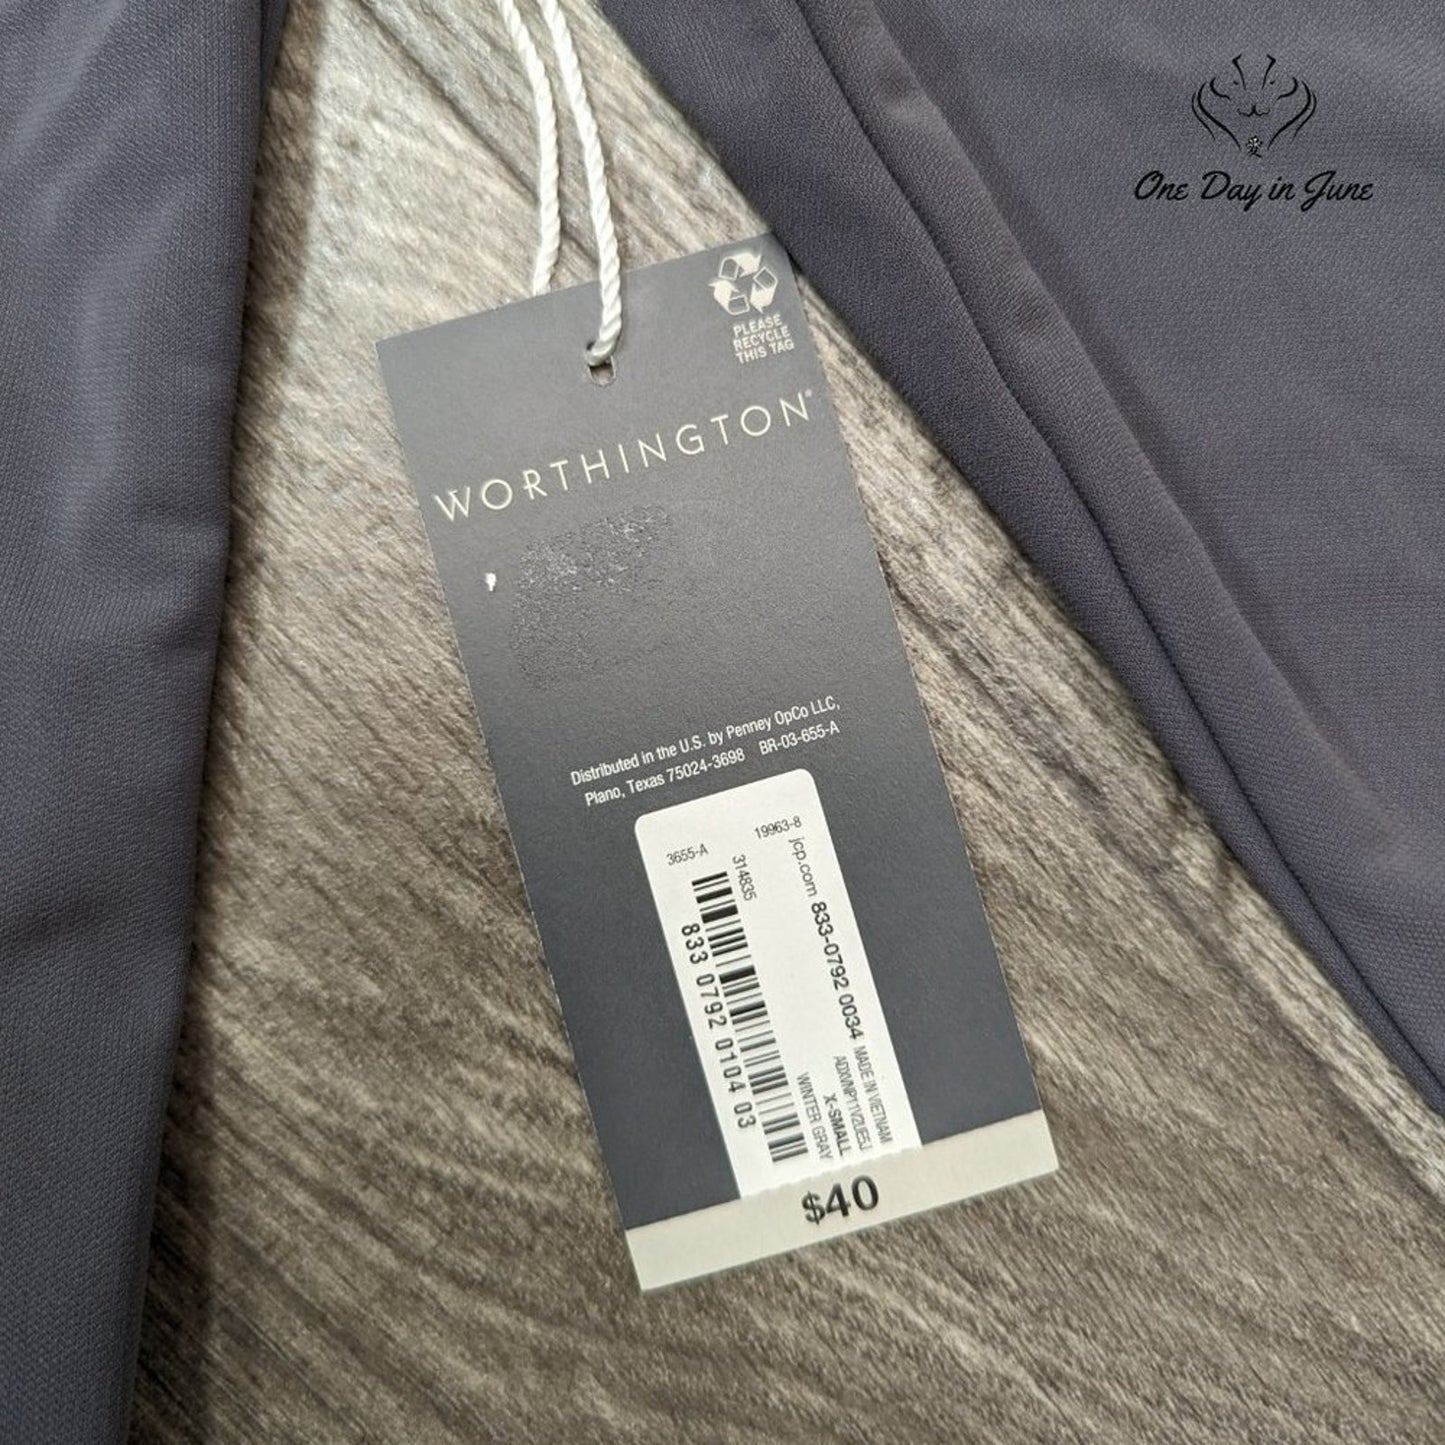 愛
One Day in June
PLEASE
RECYCLE
THIS TAG
WORTHINGTON®
Distributed in the U.S. by Penney OpCo LLC,
Plano, Texas 75024-3698 BR-03-655-A
3655-A
19963-8
314835
jcp.com 833-0792 0034
833 0792 0104 03
MADE IN VIETNAM
ADXVNP11V2UE5J
X-SMALL
WINTER GRAY
$40